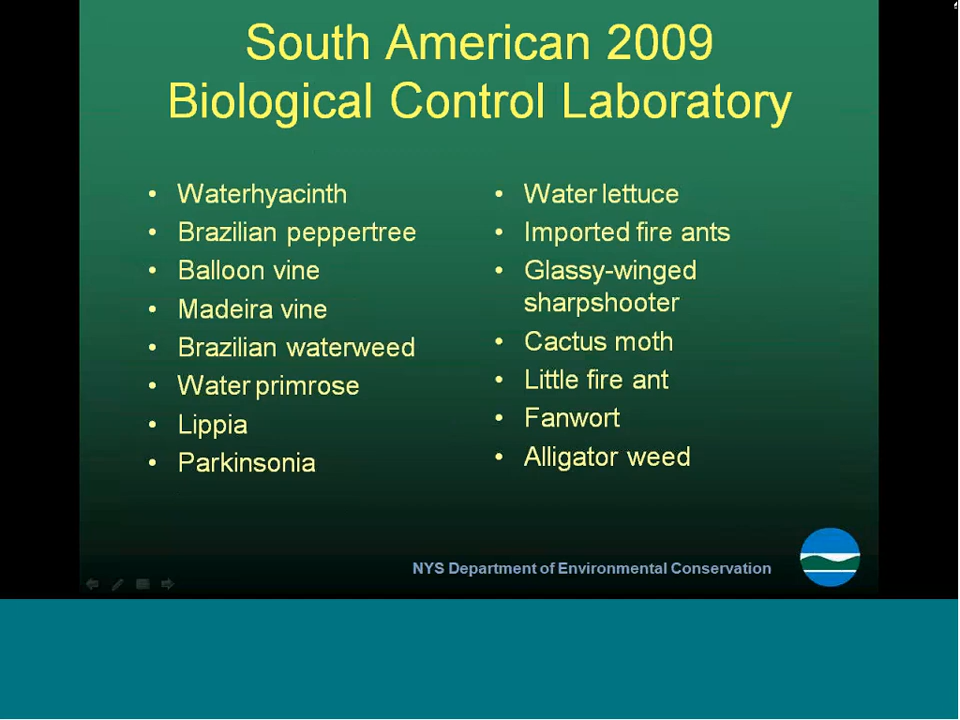 South American 2009
Biological Control Laboratory
• Waterhyacinth
• Brazilian peppertree
• Balloon vine
• Madeira vine
• Brazilian waterweed
• Water primrose
• Lippia
• Parkinsonia
• Water lettuce
• Imported fire ants
• Glassy-winged
sharpshooter
• Cactus moth
• Little fire ant
• Fanwort
• Alligator weed
NYS Department of Environmental Conservation